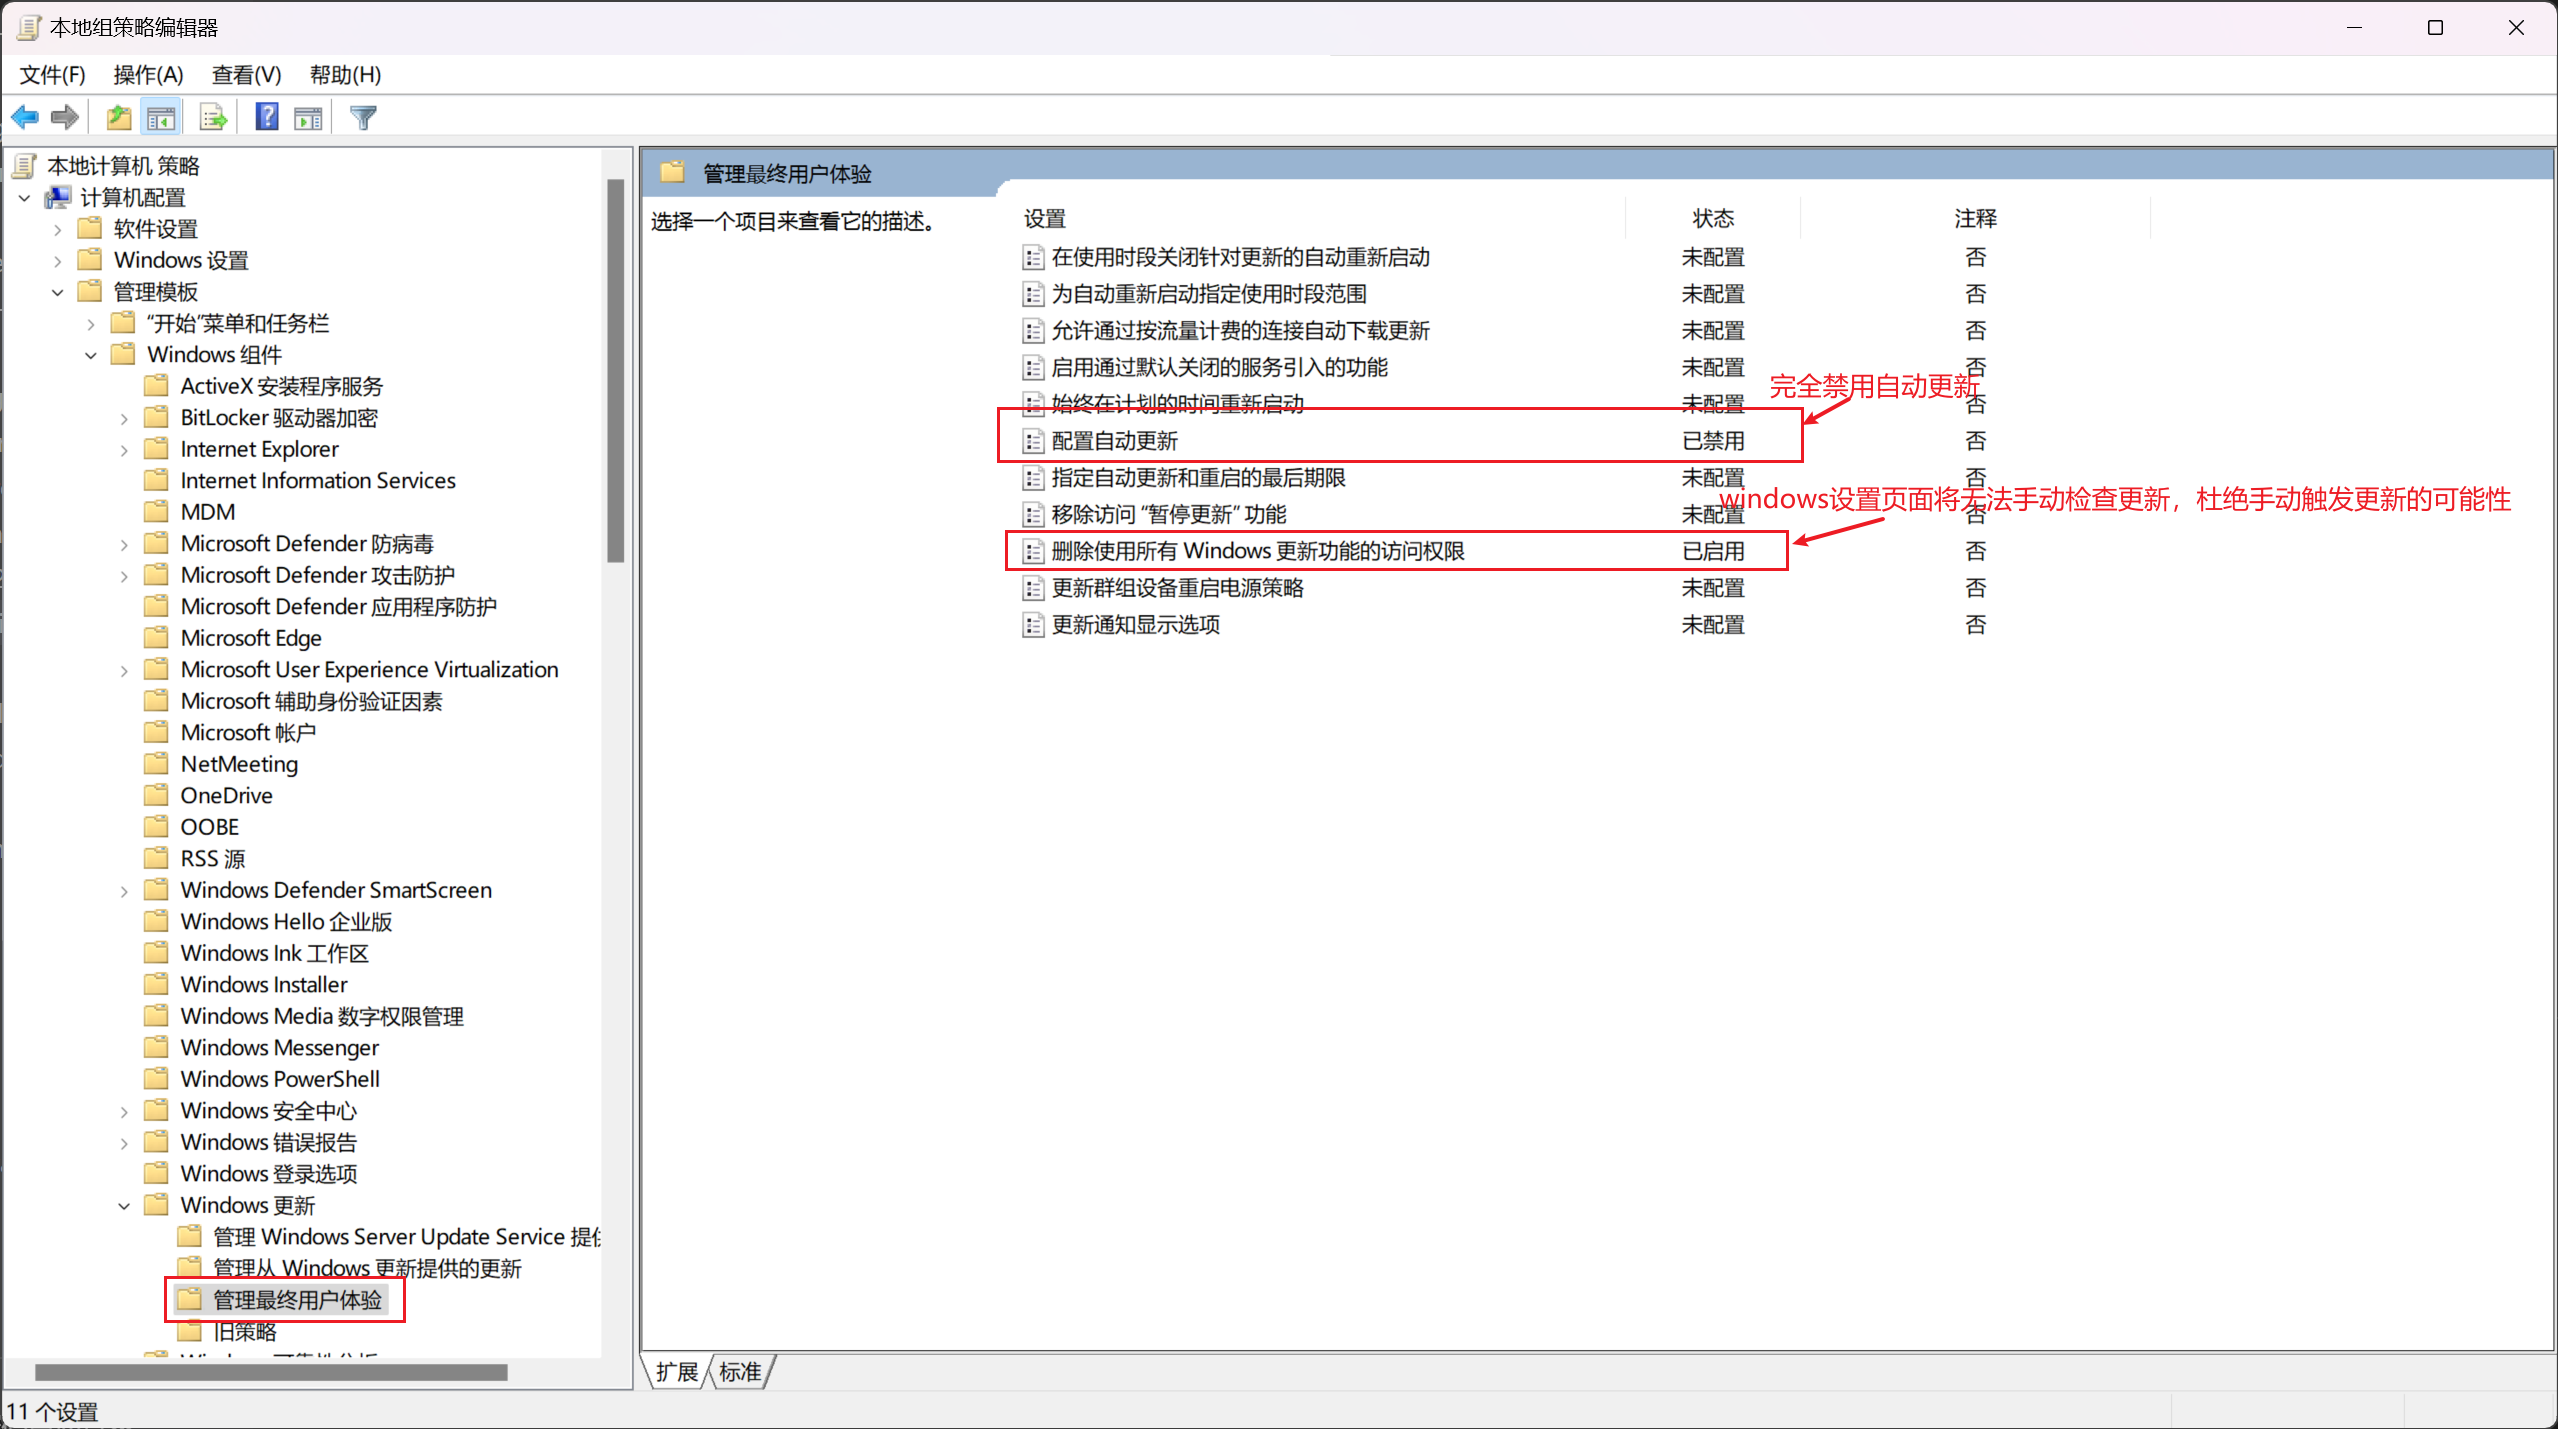 本地组策略编辑器
文件(F) 操作(A) 查看(V) 帮助(H)
本地计算机 策略
计算机配置
软件设置
Windows 设置
管理模板
“开始”菜单和任务栏
Windows 组件
ActiveX 安装程序服务
BitLocker 驱动器加密
Internet Explorer
Internet Information Services
MDM
Microsoft Defender 防病毒
Microsoft Defender 攻击防护
Microsoft Defender 应用程序防护
Microsoft Edge
Microsoft User Experience Virtualization
Microsoft 辅助身份验证因素
Microsoft 帐户
NetMeeting
OneDrive
OOBE
RSS 源
Windows Defender SmartScreen
Windows Hello 企业版
Windows Ink 工作区
Windows Installer
Windows Media 数字权限管理
Windows Messenger
Windows PowerShell
Windows 安全中心
Windows 错误报告
Windows 登录选项
Windows 更新
管理 Windows Server Update Service 提供
管理从 Windows 更新提供的更新
管理最终用户体验
旧策略
管理最终用户体验
选择一个项目来查看它的描述。
设置 状态 注释
在使用时段关闭针对更新的自动重新启动 未配置 否
为自动重新启动指定使用时段范围 未配置 否
允许通过按流量计费的连接自动下载更新 未配置 否
启用通过默认关闭的服务引入的功能 未配置 否
完全禁用自动更新
始终在计划的时间重新启动 未配置 否
配置自动更新 已禁用 否
指定自动更新和重启的最后期限 未配置 否
windows设置页面将无法手动检查更新，杜绝手动触发更新的可能性
移除访问“暂停更新”功能 未配置 否
删除使用所有 Windows 更新功能的访问权限 已启用 否
更新群组设备重启电源策略 未配置 否
更新通知显示选项 未配置 否
扩展 标准
11 个设置